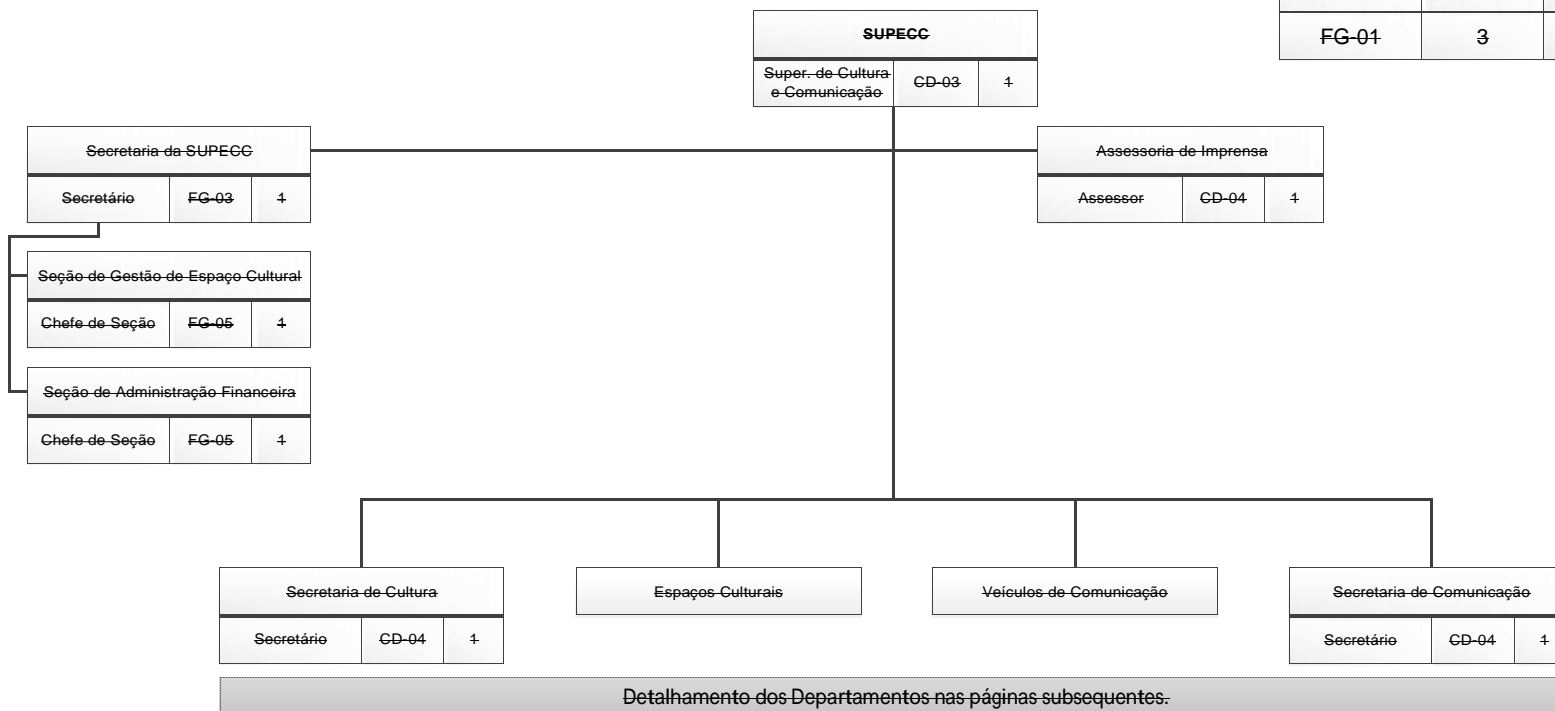 FG-01 3
SUPECC
Super. de Cultura
e Comunicação
CD-03 1
Secretaria da SUPECC
Secretário FG-03 1
Assessoria de Imprensa
Assessor CD-04 1
Seção de Gestão de Espaço Cultural
Chefe de Seção FG-05 1
Seção de Administração Financeira
Chefe de Seção FG-05 1
Secretaria de Cultura
Secretário CD-04 1
Espaços Culturais
Veículos de Comunicação
Secretaria de Comunicação
Secretário CD-04 1
Detalhamento dos Departamentos nas páginas subsequentes.